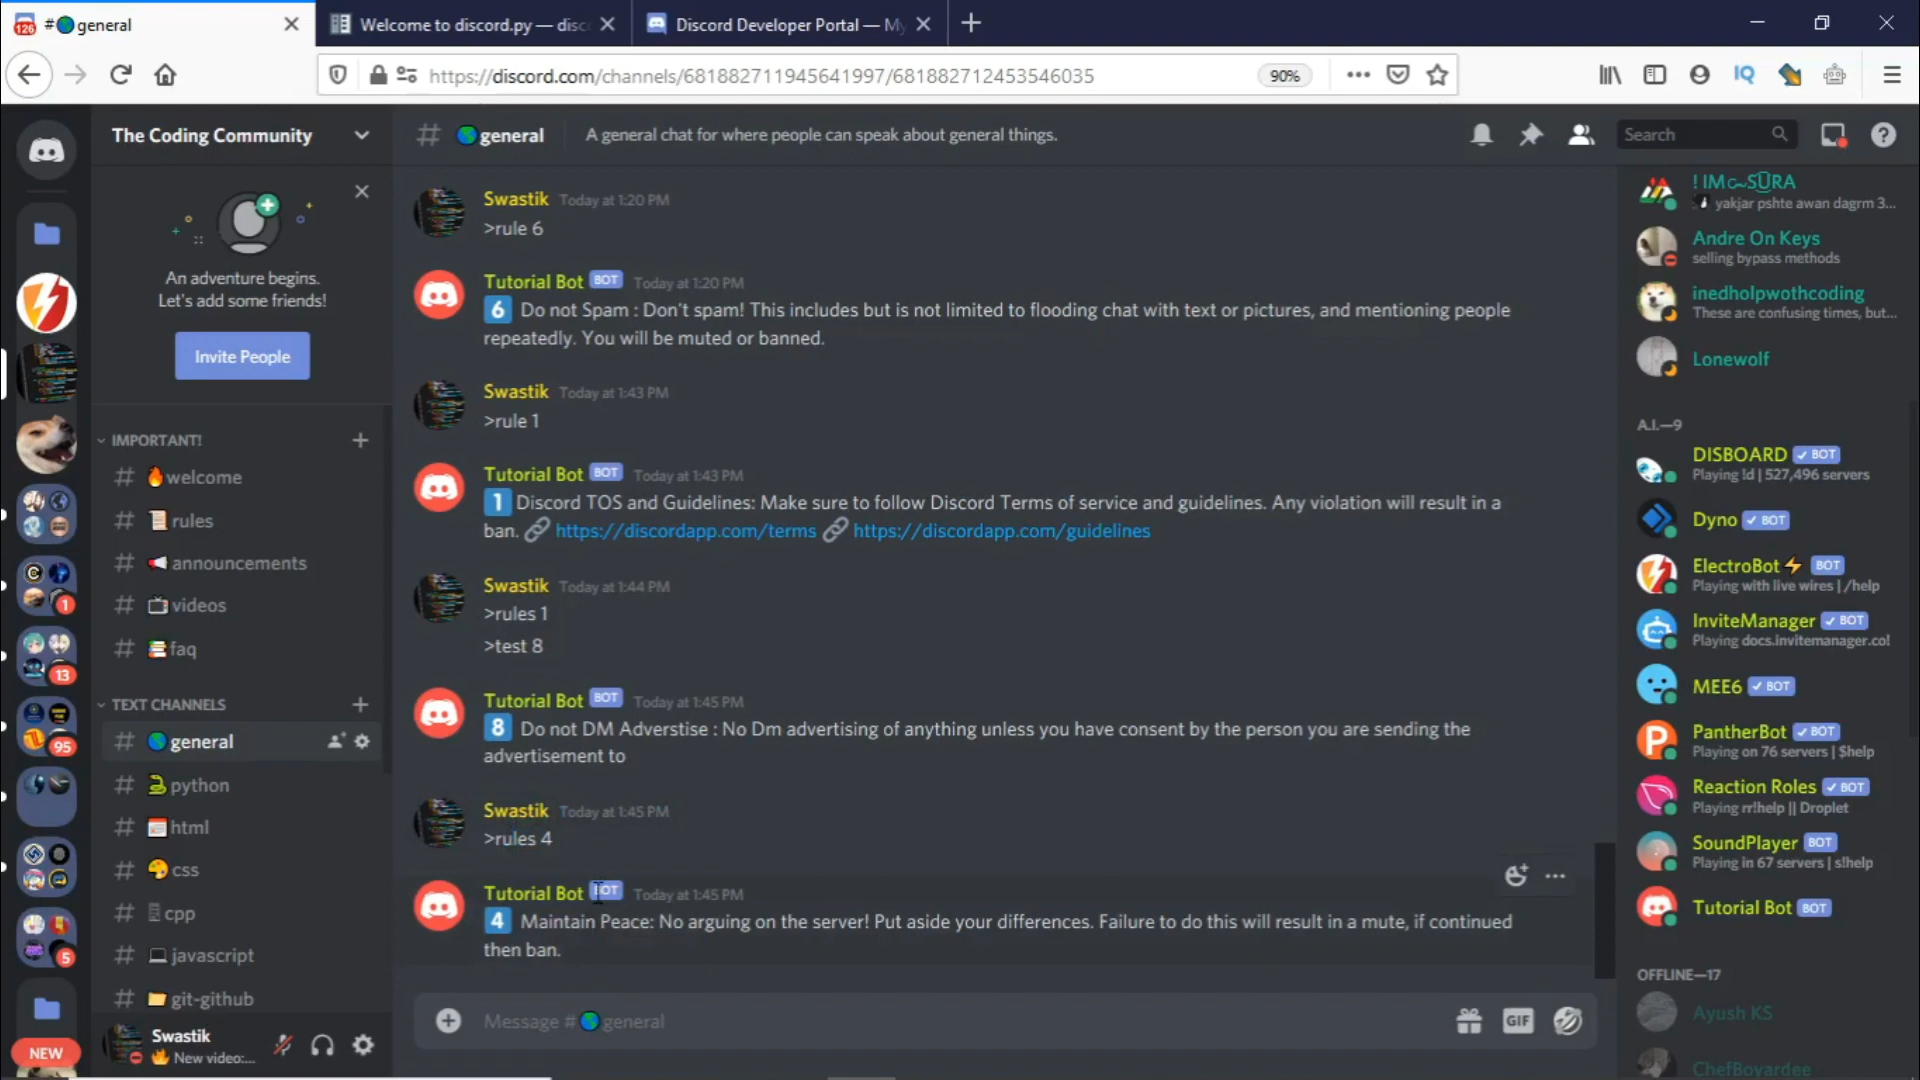 126
#general
Welcome to discord.py — disc
Discord Developer Portal — My
https://discord.com/channels/681882711945641997/681882712453546035
90%
IQ
The Coding Community
# general
A general chat for where people can speak about general things.
Search
An adventure begins.
Let's add some friends!
Invite People
IMPORTANT!
# welcome
# rules
# announcements
# videos
# faq
TEXT CHANNELS
# general
# python
# html
# css
# cpp
# javascript
# git-github
1
13
95
5
NEW
Swastik
New video:...
Swastik Today at 1:20 PM
>rule 6
Tutorial Bot BOT Today at 1:20 PM
6 Do not Spam : Don't spam! This includes but is not limited to flooding chat with text or pictures, and mentioning people
repeatedly. You will be muted or banned.
Swastik Today at 1:43 PM
>rule 1
Tutorial Bot BOT Today at 1:43 PM
1 Discord TOS and Guidelines: Make sure to follow Discord Terms of service and guidelines. Any violation will result in a
ban. https://discordapp.com/terms https://discordapp.com/guidelines
Swastik Today at 1:44 PM
>rules 1
>test 8
Tutorial Bot BOT Today at 1:45 PM
8 Do not DM Adverstise : No Dm advertising of anything unless you have consent by the person you are sending the
advertisement to
Swastik Today at 1:45 PM
>rules 4
Tutorial Bot BOT Today at 1:45 PM
4 Maintain Peace: No arguing on the server! Put aside your differences. Failure to do this will result in a mute, if continued
then ban.
Message #general
GIF
yakjar pshte awan dagrm 3...
Andre On Keys
selling bypass methods
inedholpwothcoding
These are confusing times, but...
Lonewolf
A.I.—9
DISBOARD BOT
Playing !d | 527,496 servers
Dyno BOT
ElectroBot BOT
Playing with live wires | /help
InviteManager BOT
Playing docs.invitemanager.co!
MEE6 BOT
PantherBot BOT
Playing on 76 servers | $help
Reaction Roles BOT
Playing rr!help || Droplet
SoundPlayer BOT
Playing in 67 servers | s!help
Tutorial Bot BOT
OFFLINE—17
Ayush KS
ChefBoyardee